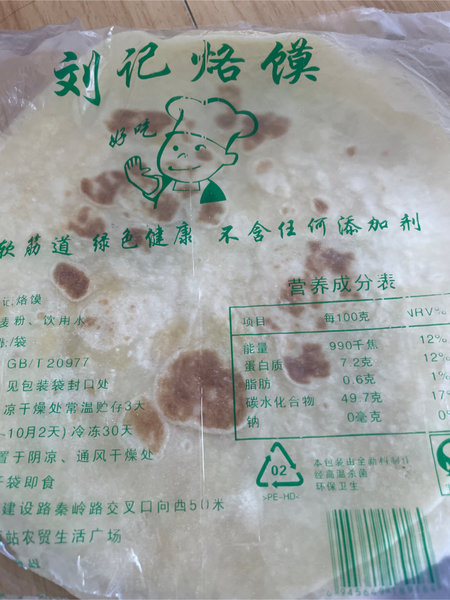 刘记烙馍
好吃
筋道 绿色健康 不含任何添加剂
记烙馍
麦粉、饮用水
/袋
GB/T 20977
见包装袋封口处
凉干燥处常温贮存3天
~10月2天) 冷冻30天
置于阴凉、通风干燥处
袋即食
建设路秦岭路交叉口向西50米
站农贸生活广场
营养成分表
项目 每100克 NRV%
能量 990千焦 12%
蛋白质 7.2克 12%
脂肪 0.6克 1%
碳水化合物 49.7克 17%
钠 0毫克 0%
02
>PE-HD<
本包装由全新料制作
经高温杀菌
环保卫生